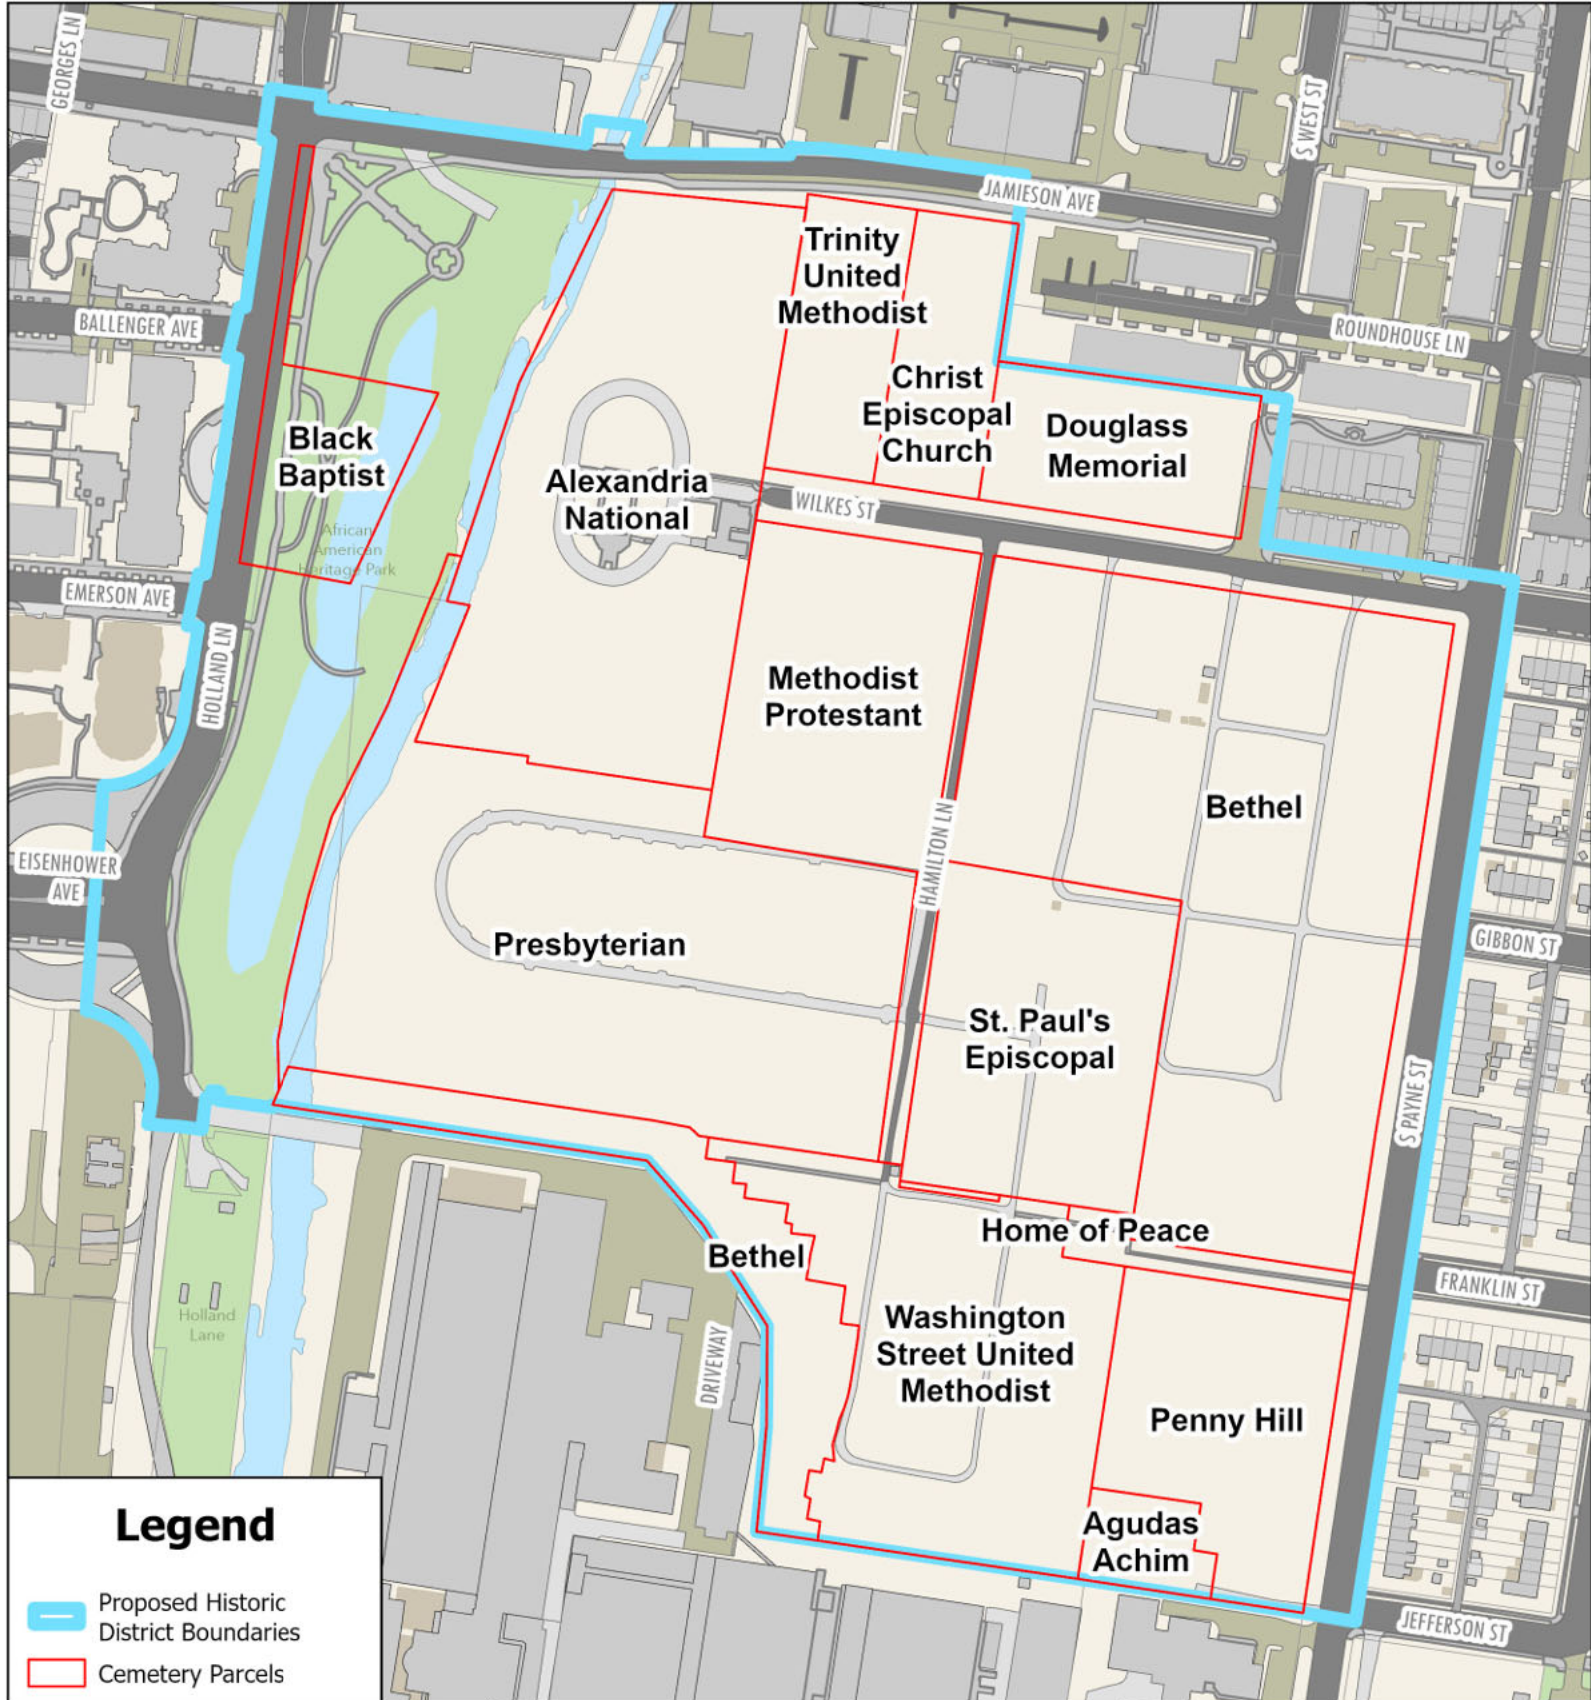 GEORGES LN
S WEST ST
JAMIESON AVE
Trinity
United
Methodist
BALLENGER AVE
ROUNDHOUSE LN
Christ
Episcopal
Church
Douglass
Memorial
Black
Baptist
Alexandria
National
WILKES ST
African
American
Heritage Park
EMERSON AVE
HOLLAND LN
Methodist
Protestant
Bethel
HAMILTON LN
EISENHOWER
AVE
Presbyterian
GIBBON ST
St. Paul's
Episcopal
S PAYNE ST
Home of Peace
Bethel
FRANKLIN ST
Holland
Lane
DRIVEWAY
Washington
Street United
Methodist
Penny Hill
Agudas
Achim
JEFFERSON ST
Legend
Proposed Historic
District Boundaries
Cemetery Parcels